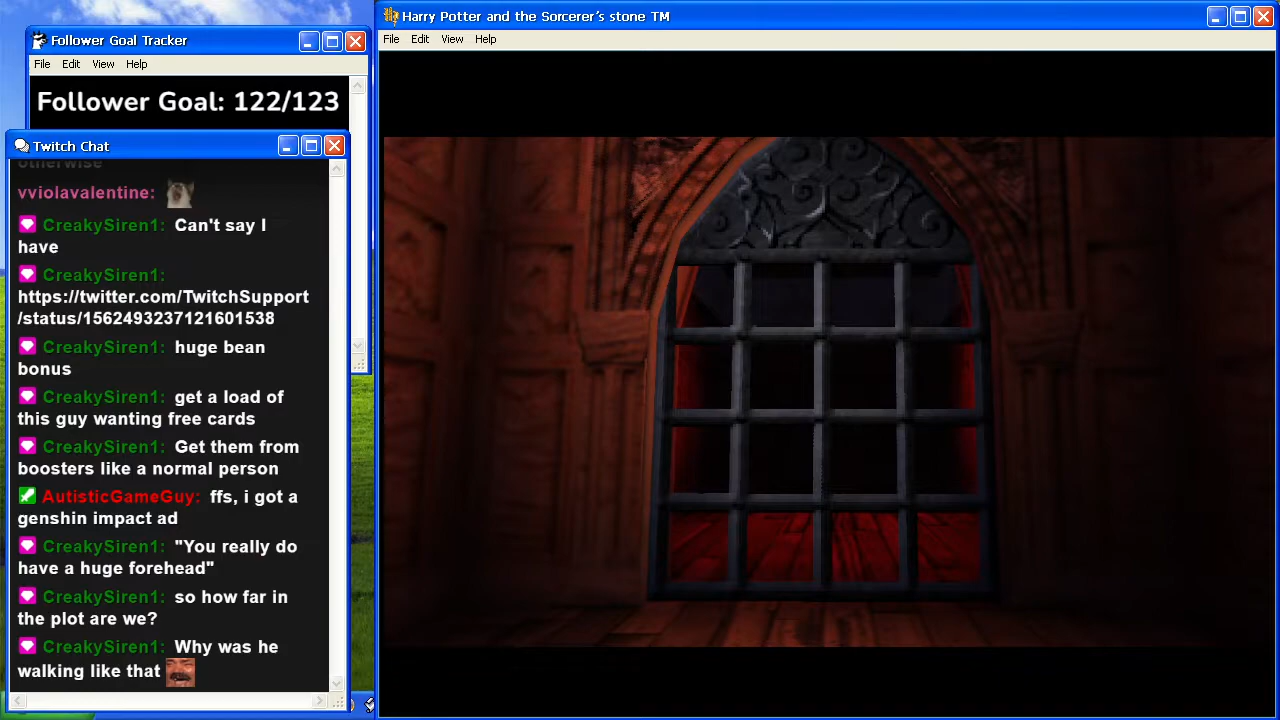 Follower Goal Tracker
File Edit View Help
Follower Goal: 122/123
Twitch Chat
otherwise
vviolavalentine:
CreakySiren1: Can't say I
have
CreakySiren1:
https://twitter.com/TwitchSupport
/status/1562493237121601538
CreakySiren1: huge bean
bonus
CreakySiren1: get a load of
this guy wanting free cards
CreakySiren1: Get them from
boosters like a normal person
AutisticGameGuy: ffs, i got a
genshin impact ad
CreakySiren1: "You really do
have a huge forehead"
CreakySiren1: so how far in
the plot are we?
CreakySiren1: Why was he
walking like that
Harry Potter and the Sorcerer's stone TM
File Edit View Help